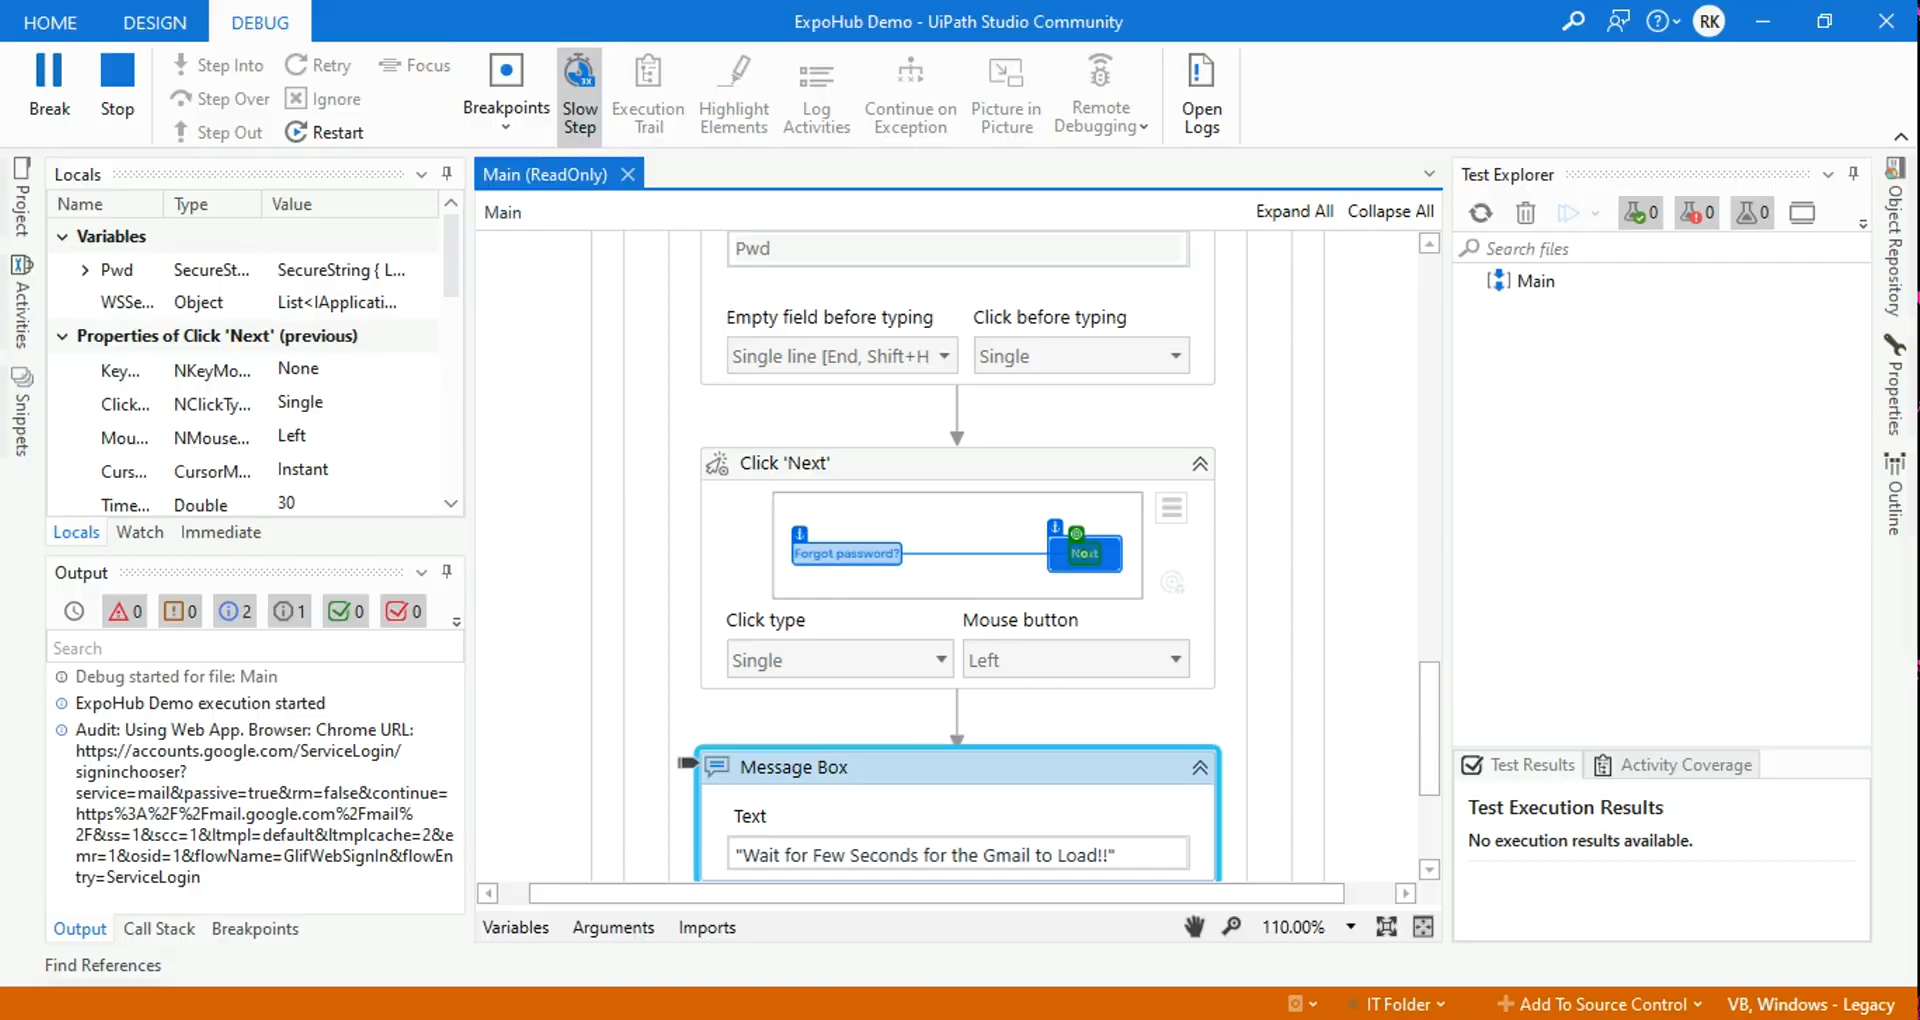 HOME DESIGN DEBUG ExpoHub Demo - UiPath Studio Community RK
Break Stop Step Into Retry Focus
Step Over Ignore
Step Out Restart
Breakpoints Slow Step Execution Trail Highlight Elements Log Activities Continue on Exception Picture in Picture Remote Debugging Open Logs
Project
Activities
Snippets
Locals
Name Type Value
Variables
Pwd SecureSt... SecureString { L...
WSSe... Object List<IApplicati...
Properties of Click 'Next' (previous)
Key... NKeyMo... None
Click... NClickTy... Single
Mou... NMouse... Left
Curs... CursorM... Instant
Time... Double 30
Locals Watch Immediate
Output
0 0 2 1 0 0
Search
Debug started for file: Main
ExpoHub Demo execution started
Audit: Using Web App. Browser: Chrome URL:
https://accounts.google.com/ServiceLogin/
signinchooser?
service=mail&passive=true&rm=false&continue=
https%3A%2F%2Fmail.google.com%2Fmail%
2F&ss=1&scc=1&ltmpl=default&ltmplcache=2&e
mr=1&osid=1&flowName=GlifWebSignIn&flowEn
try=ServiceLogin
Output Call Stack Breakpoints
Find References
Main (ReadOnly)
Main Expand All Collapse All
Pwd
Empty field before typing Click before typing
Single line [End, Shift+H Single
Click 'Next'
Forgot password? Next
Click type Mouse button
Single Left
Message Box
Text
"Wait for Few Seconds for the Gmail to Load!!"
Variables Arguments Imports 110.00%
Test Explorer
0 0 0
Search files
Main
Test Results Activity Coverage
Test Execution Results
No execution results available.
Object Repository
Properties
Outline
IT Folder Add To Source Control VB, Windows - Legacy